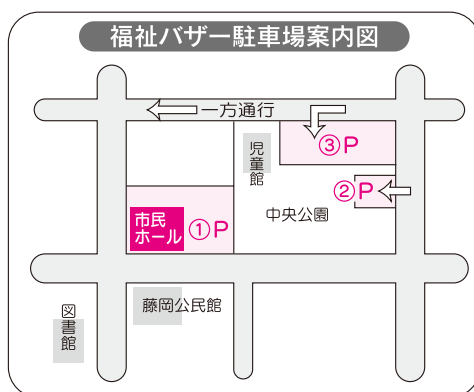 福祉バザー駐車場案内図
一方通行
児童館
③P
②P
中央公園
市民
ホール
①P
藤岡公民館
図書館